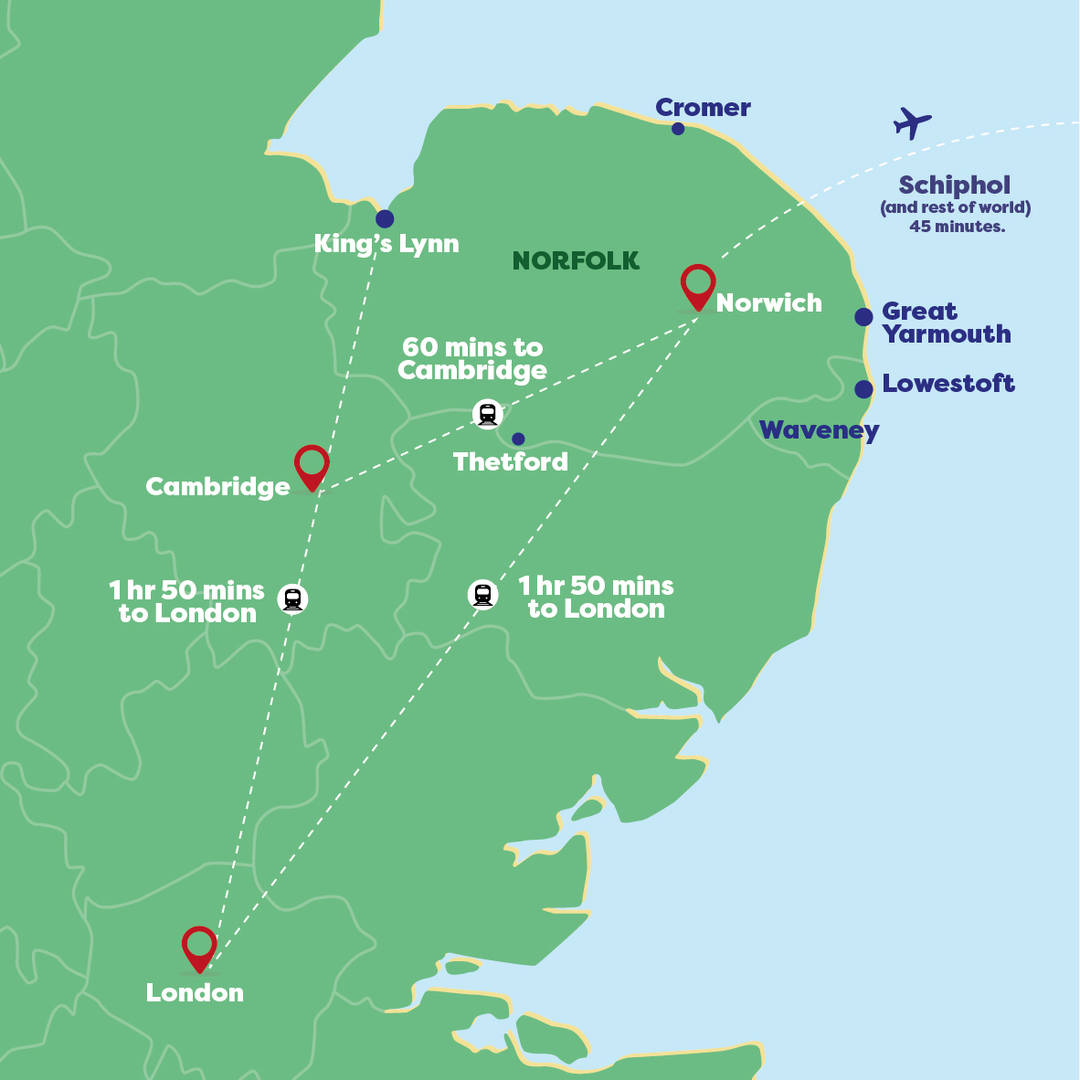 Cromer
Schiphol
(and rest of world)
45 minutes.
King's Lynn
NORFOLK
Norwich
Great
Yarmouth
60 mins to
Cambridge
Lowestoft
Waveney
Thetford
Cambridge
1 hr 50 mins
to London
1 hr 50 mins
to London
London